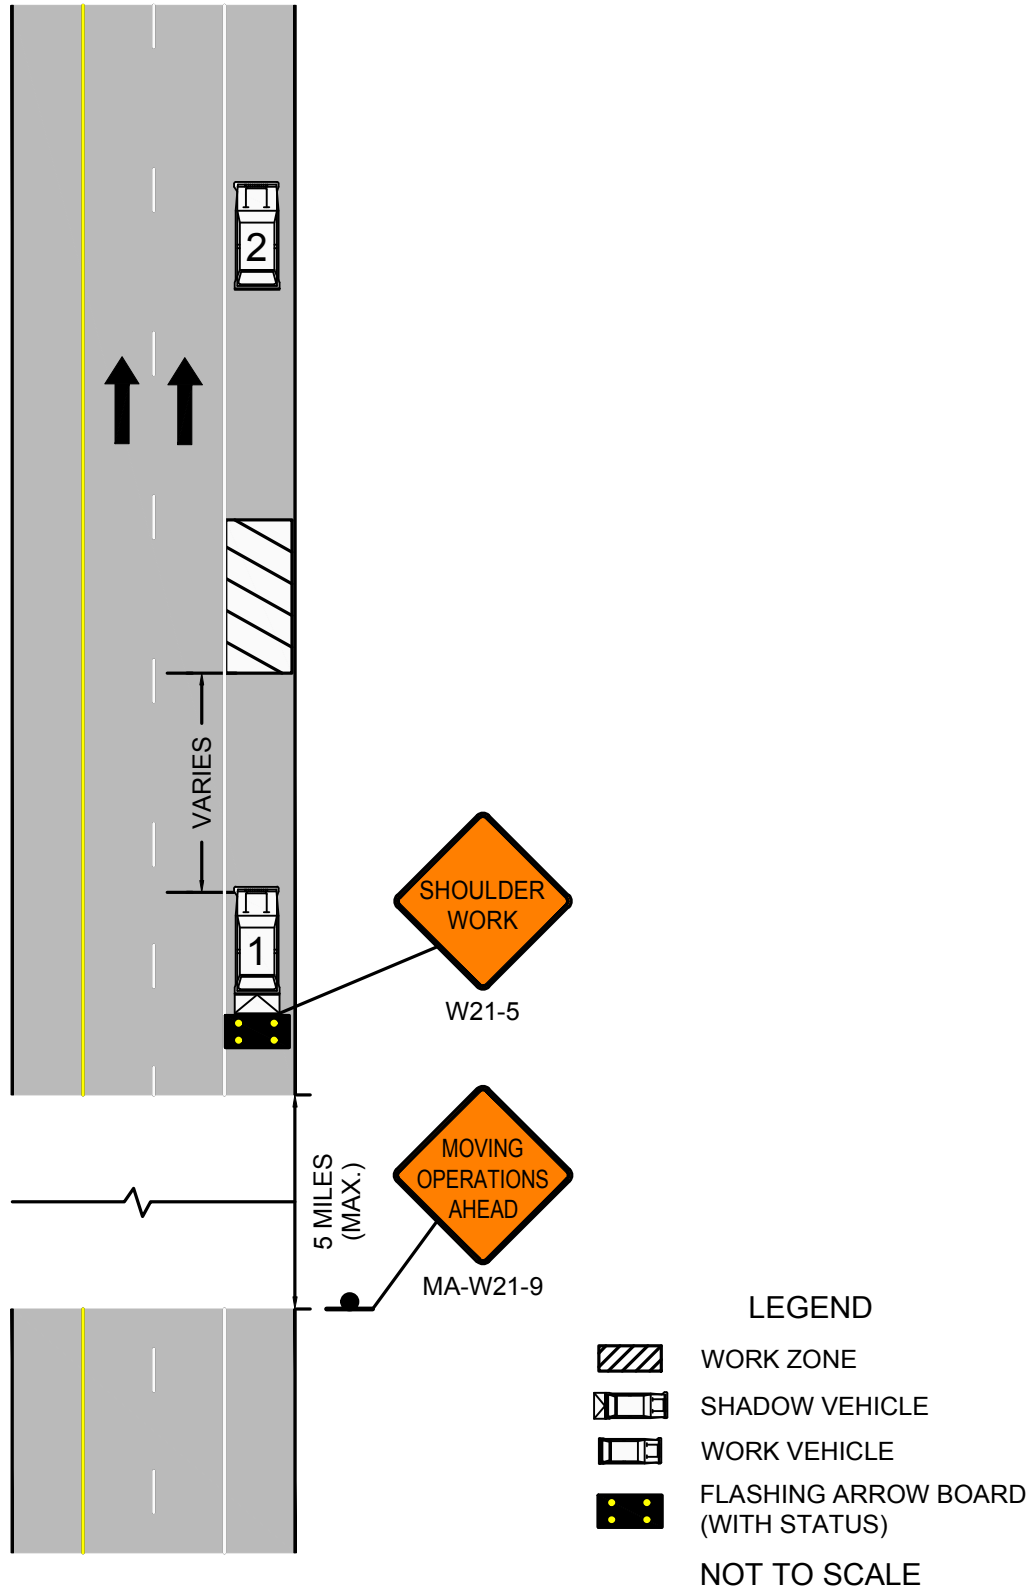 2
VARIES
1
SHOULDER
WORK
W21-5
5 MILES
(MAX.)
MOVING
OPERATIONS
AHEAD
MA-W21-9
LEGEND
WORK ZONE
SHADOW VEHICLE
WORK VEHICLE
FLASHING ARROW BOARD
(WITH STATUS)
NOT TO SCALE